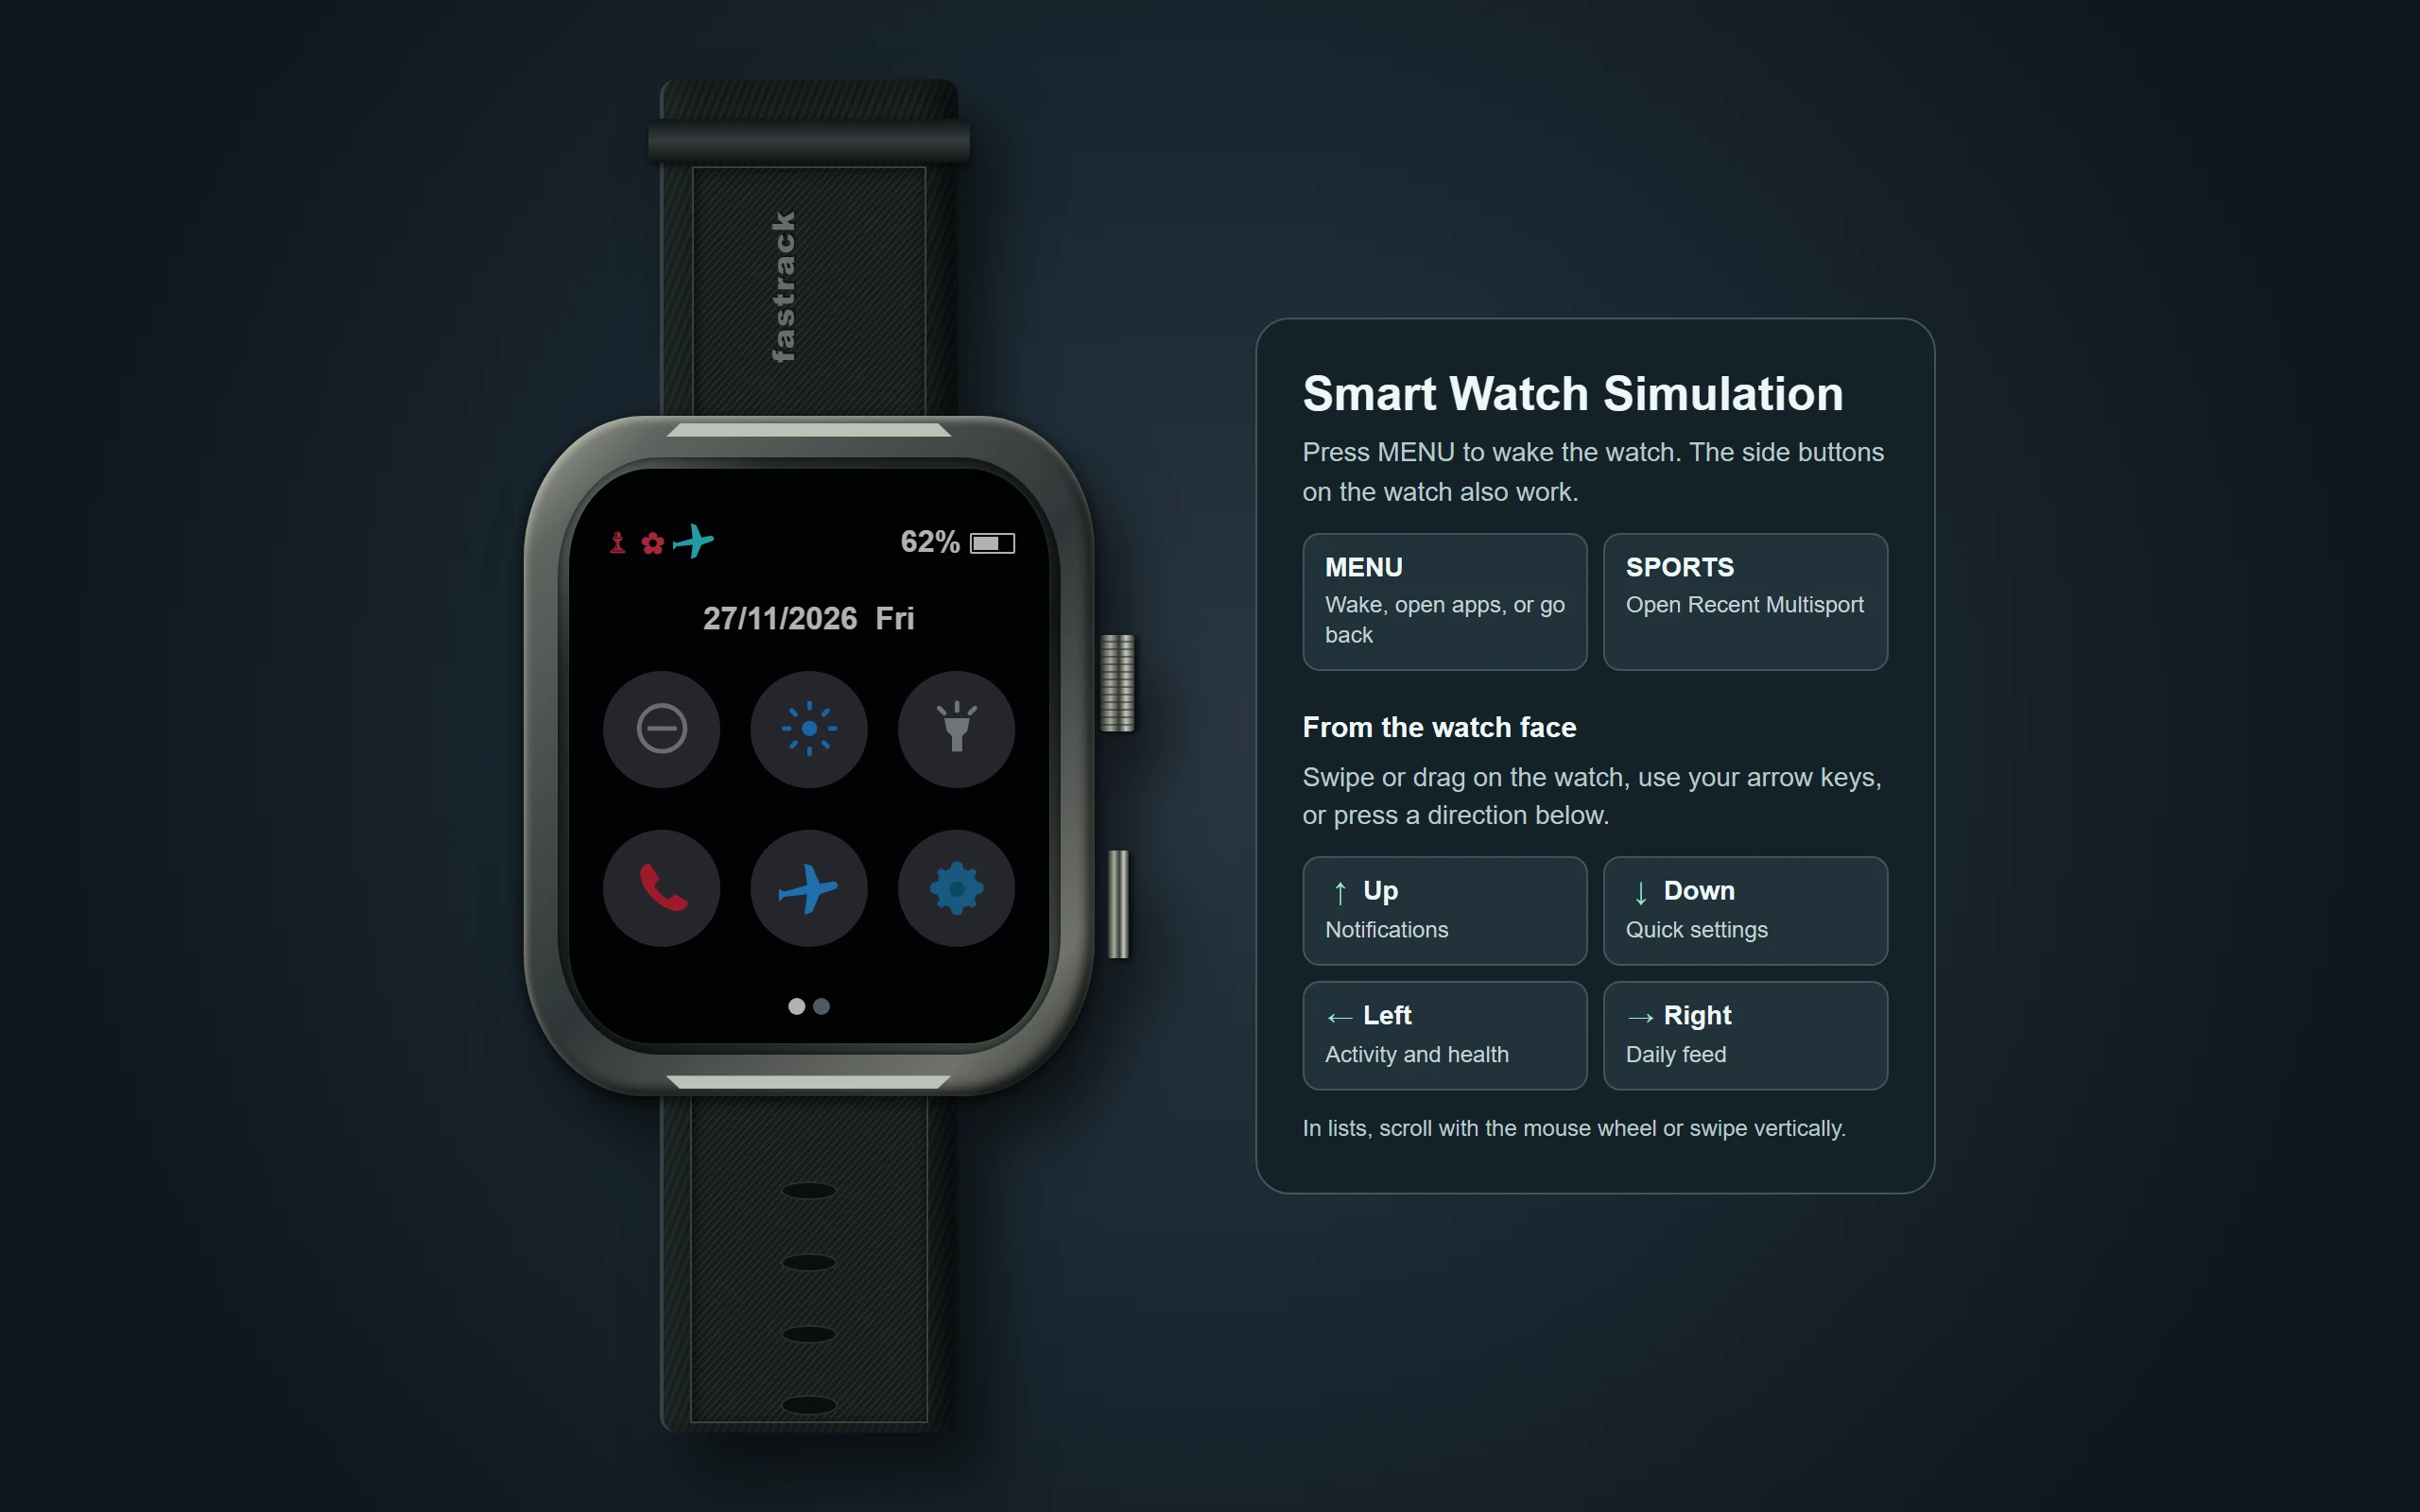 fastrack
62%
27/11/2026 Fri
Smart Watch Simulation
Press MENU to wake the watch. The side buttons
on the watch also work.
MENU
Wake, open apps, or go
back
SPORTS
Open Recent Multisport
From the watch face
Swipe or drag on the watch, use your arrow keys,
or press a direction below.
↑ Up
Notifications
↓ Down
Quick settings
← Left
Activity and health
→ Right
Daily feed
In lists, scroll with the mouse wheel or swipe vertically.